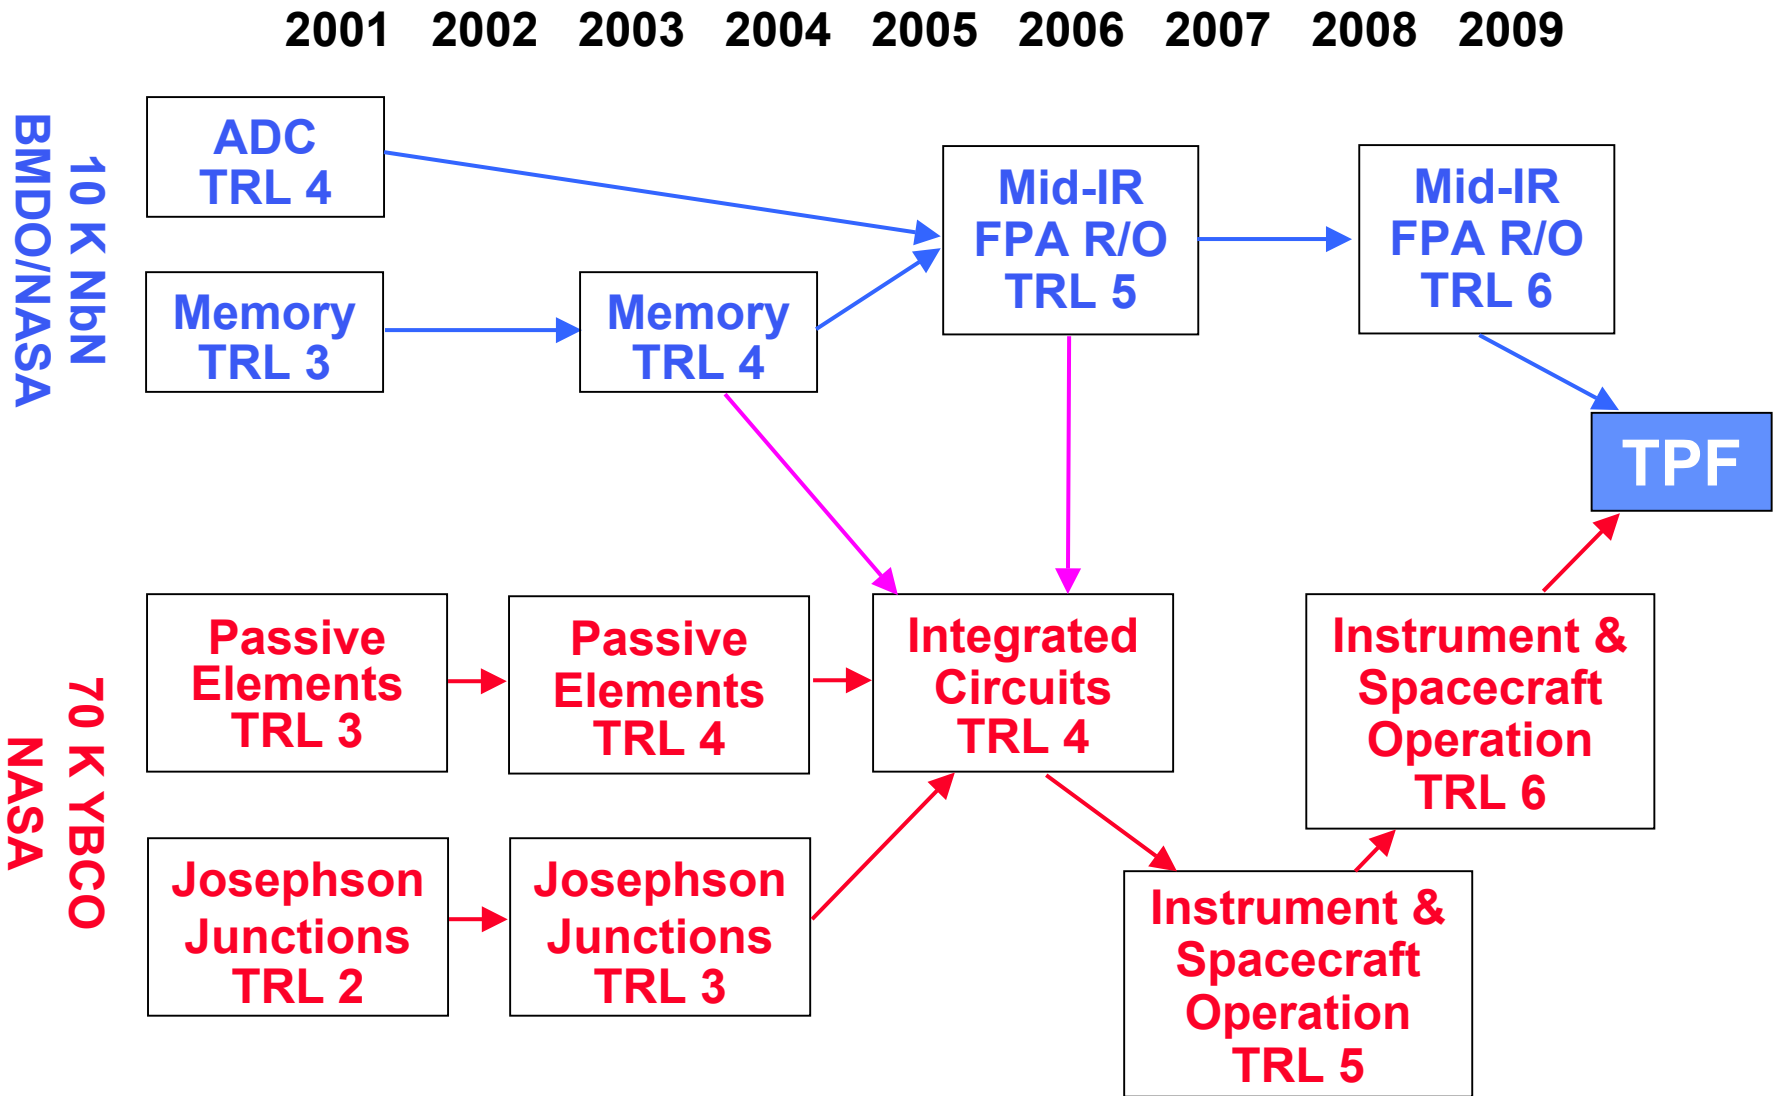 2001 2002 2003 2004 2005 2006 2007 2008 2009
10 K NbN
BMDO/NASA
ADC
TRL 4
Memory
TRL 3
Memory
TRL 4
Mid-IR
FPA R/O
TRL 5
Mid-IR
FPA R/O
TRL 6
TPF
70 K YBCO
NASA
Passive
Elements
TRL 3
Passive
Elements
TRL 4
Integrated
Circuits
TRL 4
Instrument &
Spacecraft
Operation
TRL 6
Josephson
Junctions
TRL 2
Josephson
Junctions
TRL 3
Instrument &
Spacecraft
Operation
TRL 5